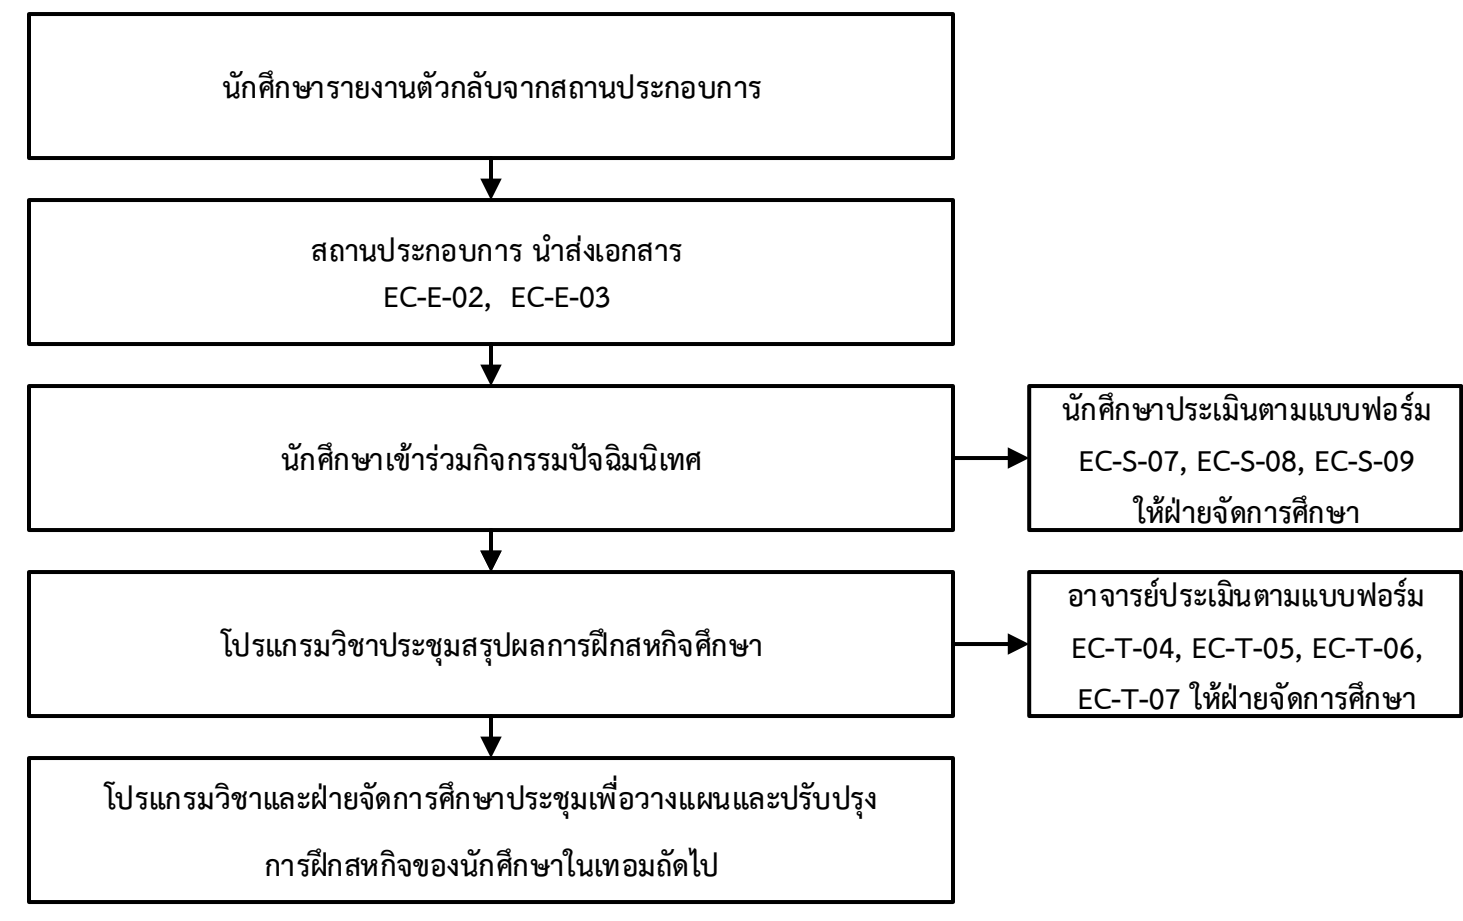 นักศึกษารายงานตัวกลับจากสถานประกอบการ
สถานประกอบการ นำส่งเอกสาร
EC-E-02, EC-E-03
นักศึกษาเข้าร่วมกิจกรรมปัจฉิมนิเทศ
นักศึกษาประเมินตามแบบฟอร์ม
EC-S-07, EC-S-08, EC-S-09
ให้ฝ่ายจัดการศึกษา
โปรแกรมวิชาประชุมสรุปผลการฝึกสหกิจศึกษา
อาจารย์ประเมินตามแบบฟอร์ม
EC-T-04, EC-T-05, EC-T-06,
EC-T-07 ให้ฝ่ายจัดการศึกษา
โปรแกรมวิชาและฝ่ายจัดการศึกษาประชุมเพื่อวางแผนและปรับปรุง
การฝึกสหกิจของนักศึกษาในเทอมถัดไป